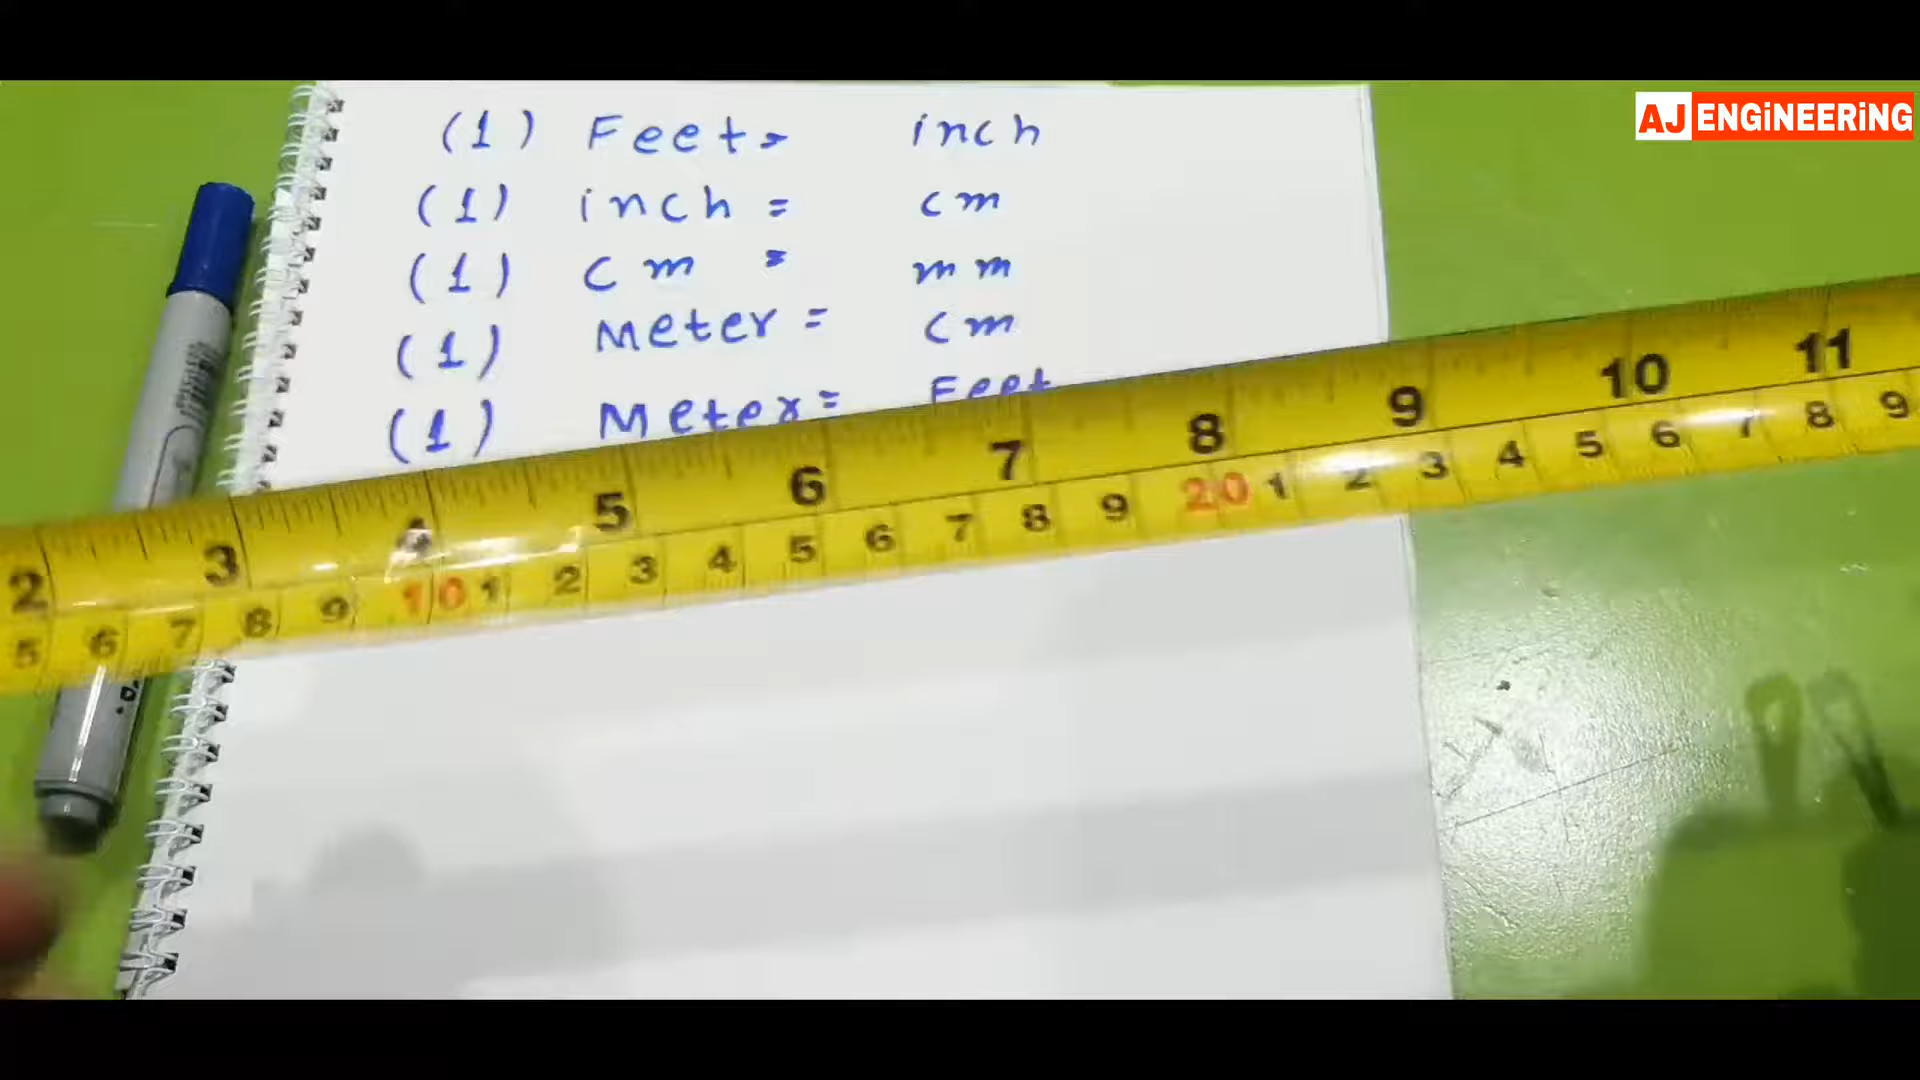 AJ ENGiNEERiNG
(1) Feet = inch
(1) inch = cm
(1) cm = mm
(1) Meter = cm
(1) Meter = Feet
2 3 4 5 6 7 8 9 10 11
5 6 7 8 9 10 1 2 3 4 5 6 7 8 9 20 1 2 3 4 5 6 7 8 9